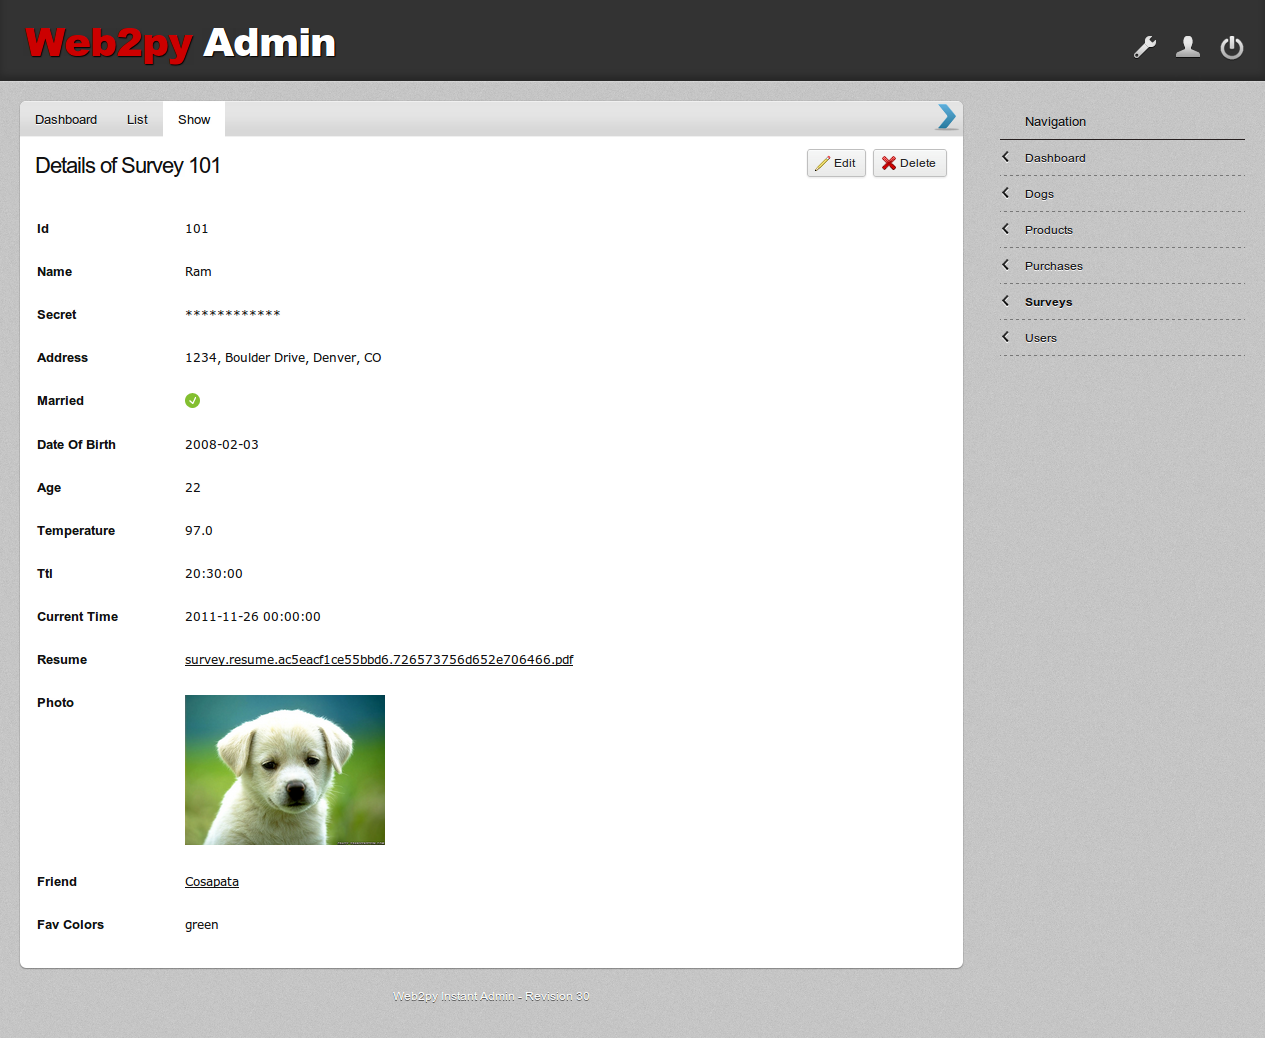 Web2py Admin
Dashboard List Show
Navigation
Details of Survey 101
Edit Delete
Dashboard
Dogs
Products
Purchases
Surveys
Users
Id 101
Name Ram
Secret ************
Address 1234, Boulder Drive, Denver, CO
Married
Date Of Birth 2008-02-03
Age 22
Temperature 97.0
Ttl 20:30:00
Current Time 2011-11-26 00:00:00
Resume survey.resume.ac5eacf1ce55bbd6.726573756d652e706466.pdf
Photo
Friend Cosapata
Fav Colors green
Web2py Instant Admin - Revision 30